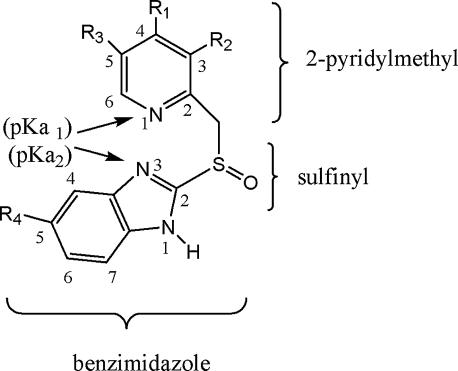 R1
R3
4
R2
5
3
2-pyridylmethyl
6
2
(pKa 1)
1 N
(pKa2)
N 3
S
O
sulfinyl
4
2
R4
5
N
1
H
6
7
benzimidazole